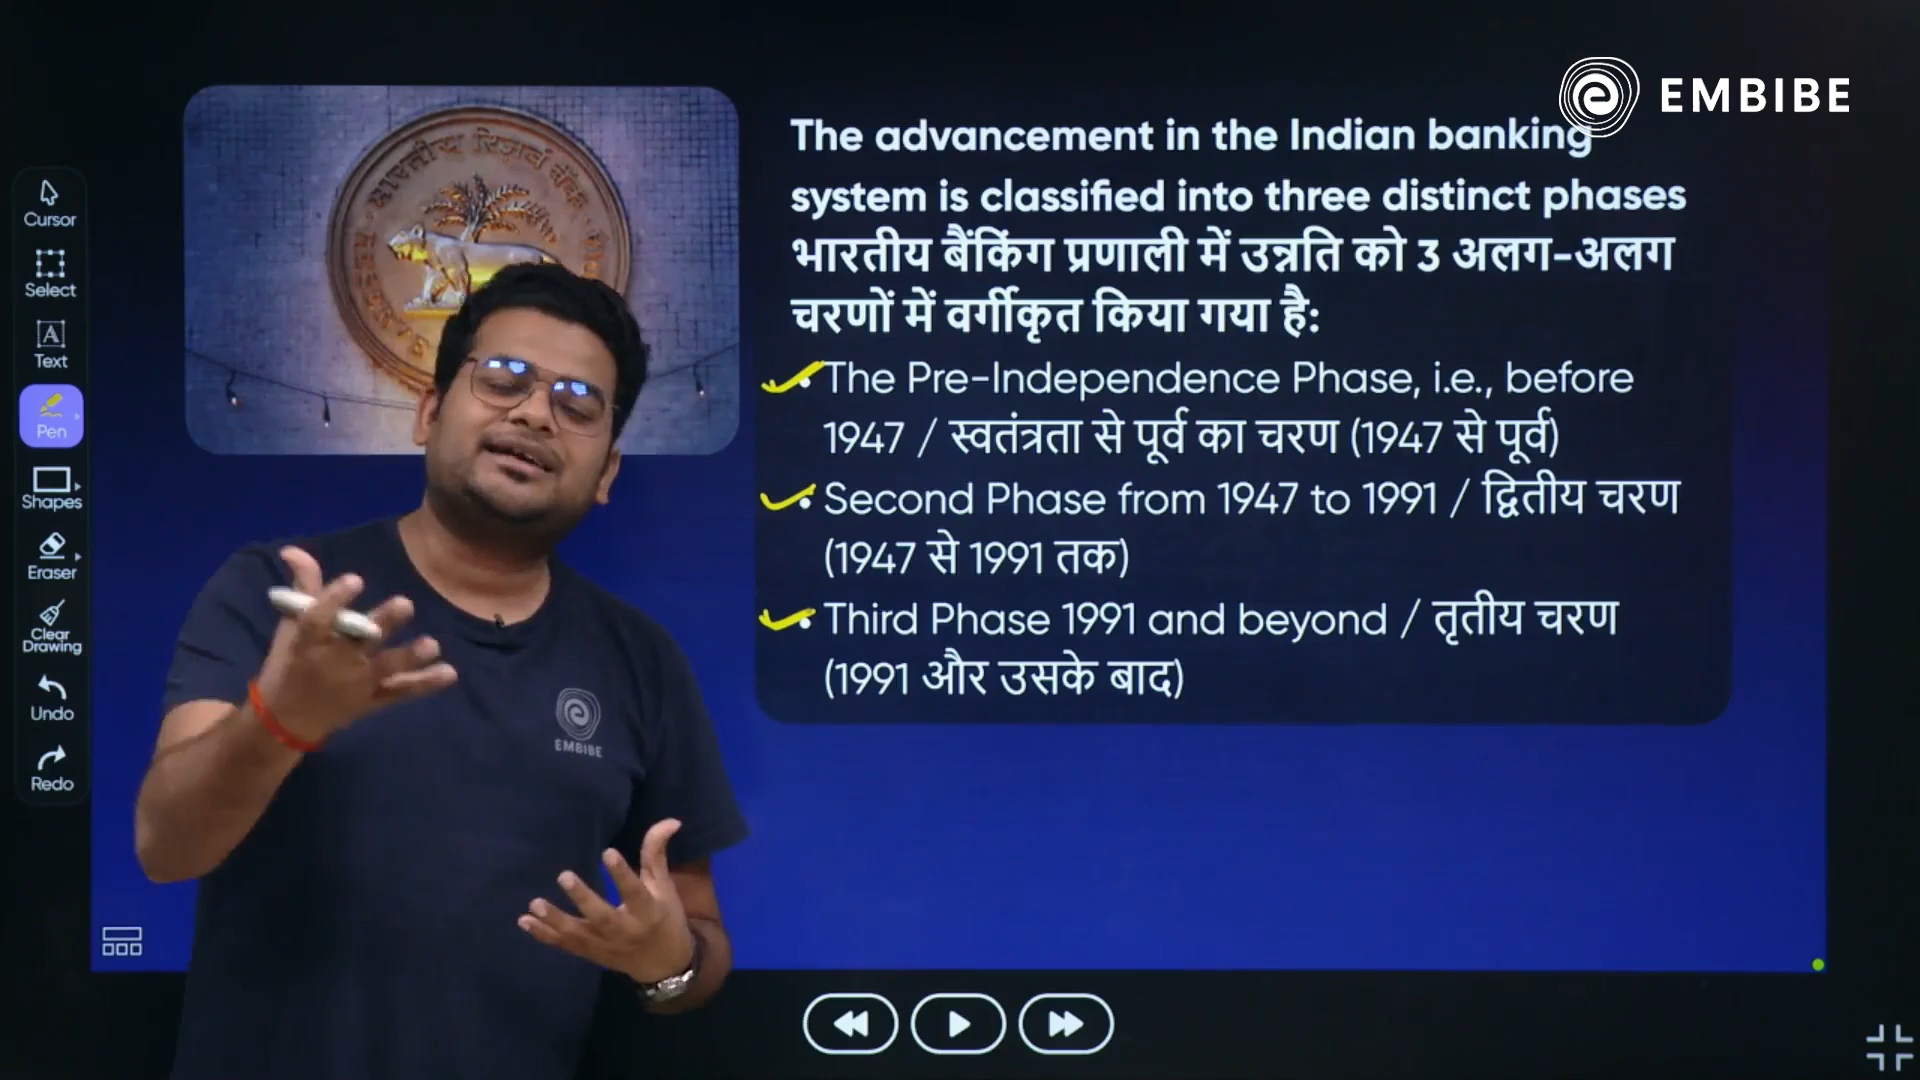 EMBIBE
The advancement in the Indian banking
system is classified into three distinct phases
भारतीय बैंकिंग प्रणाली में उन्नति को 3 अलग-अलग
चरणों में वर्गीकृत किया गया है:
• The Pre-Independence Phase, i.e., before
1947 / स्वतंत्रता से पूर्व का चरण (1947 से पूर्व)
• Second Phase from 1947 to 1991 / द्वितीय चरण
(1947 से 1991 तक)
• Third Phase 1991 and beyond / तृतीय चरण
(1991 और उसके बाद)
Cursor
Select
A
Text
Pen
Shapes
Eraser
Clear
Drawing
Undo
Redo
भारतीय रिज़र्व बैंक
EMBIBE